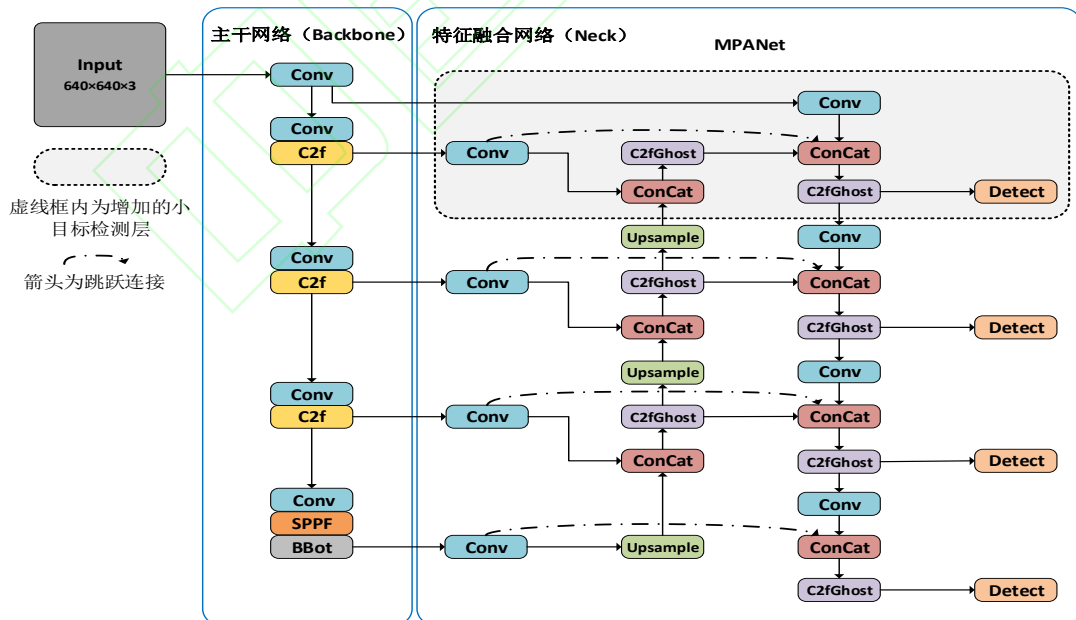 主干网络（Backbone）
特征融合网络（Neck）
MPANet
Input
640×640×3
虚线框内为增加的小
目标检测层
箭头为跳跃连接
Conv
Conv
C2f
Conv
C2f
Conv
C2f
Conv
SPPF
BBot
Conv
Conv
C2fGhost
ConCat
ConCat
C2fGhost
Detect
Upsample
Conv
Conv
C2fGhost
ConCat
ConCat
C2fGhost
Detect
Upsample
Conv
Conv
C2fGhost
ConCat
ConCat
C2fGhost
Detect
Conv
Conv
Upsample
ConCat
C2fGhost
Detect